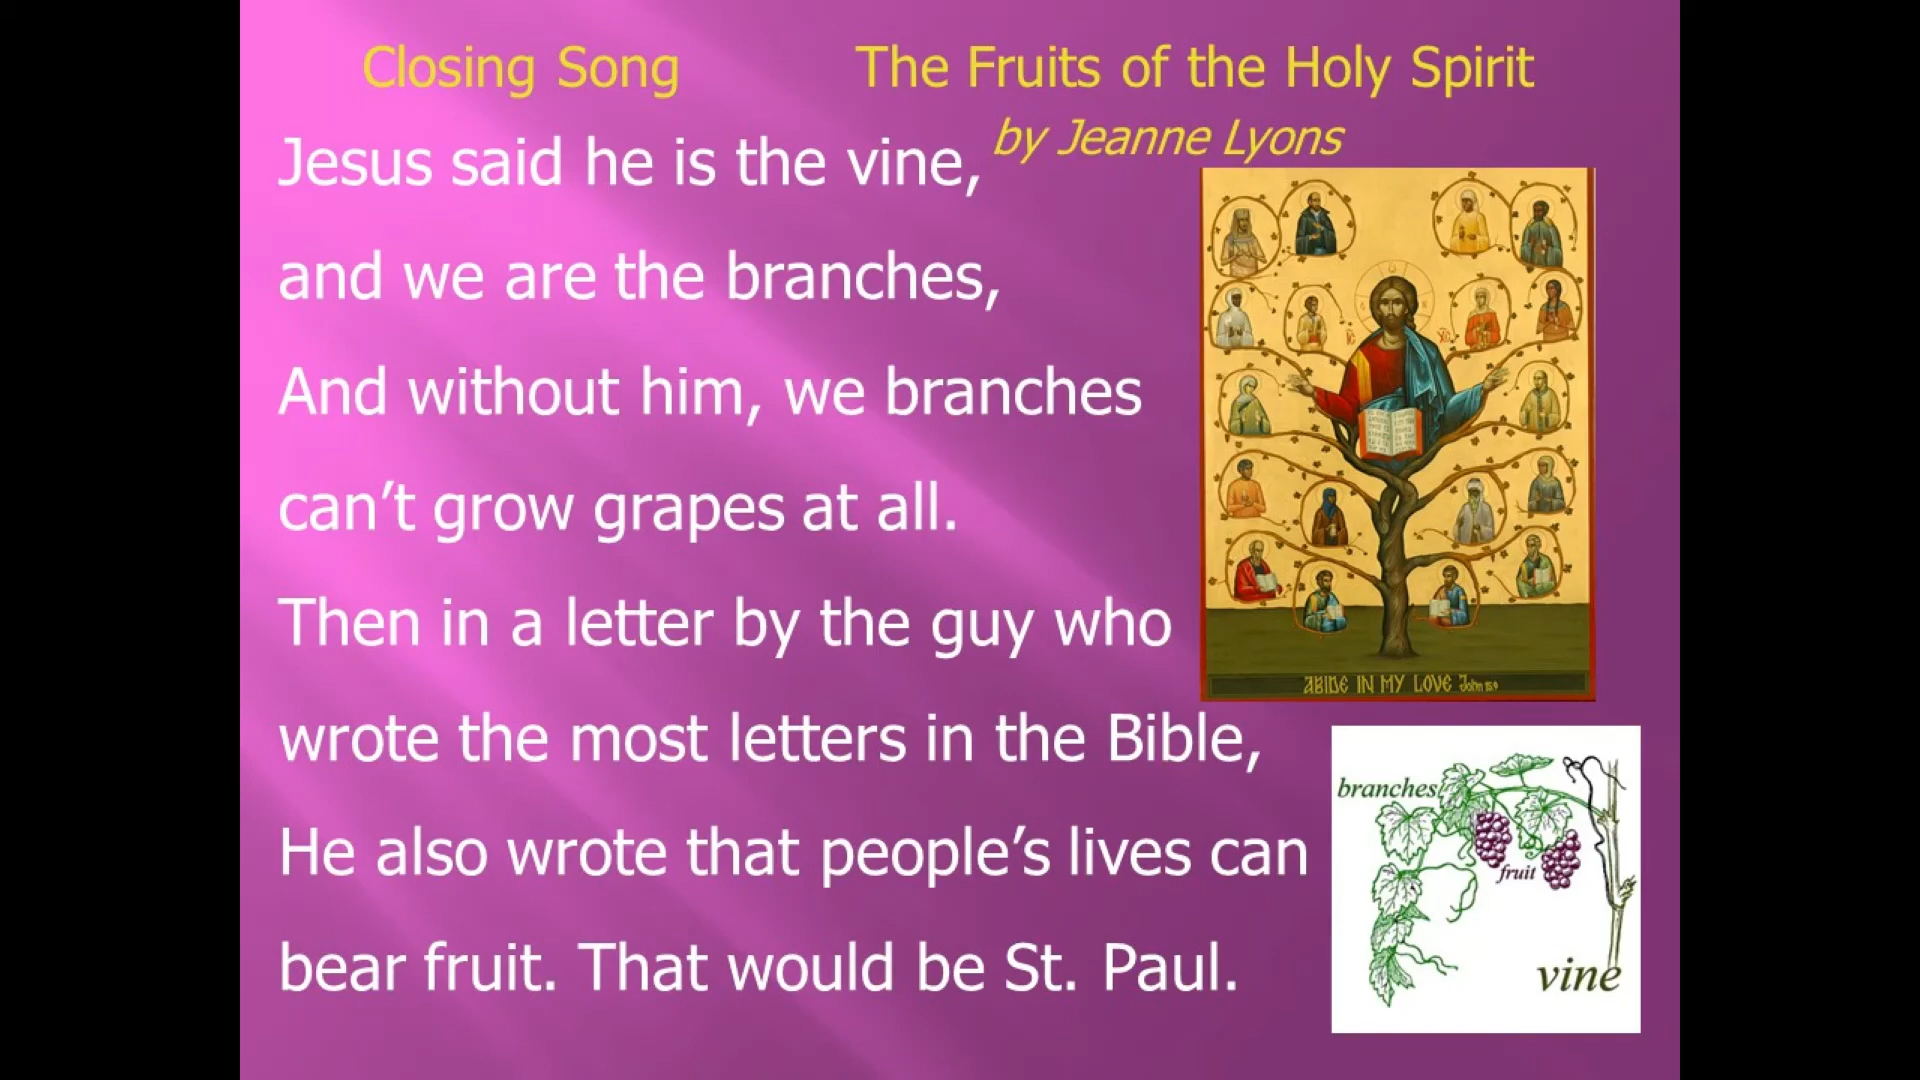 Closing Song The Fruits of the Holy Spirit
by Jeanne Lyons
Jesus said he is the vine,
and we are the branches,
And without him, we branches
can’t grow grapes at all.
Then in a letter by the guy who
wrote the most letters in the Bible,
He also wrote that people’s lives can
bear fruit. That would be St. Paul.
ABIDE IN MY LOVE John 15:9
branches
fruit
vine